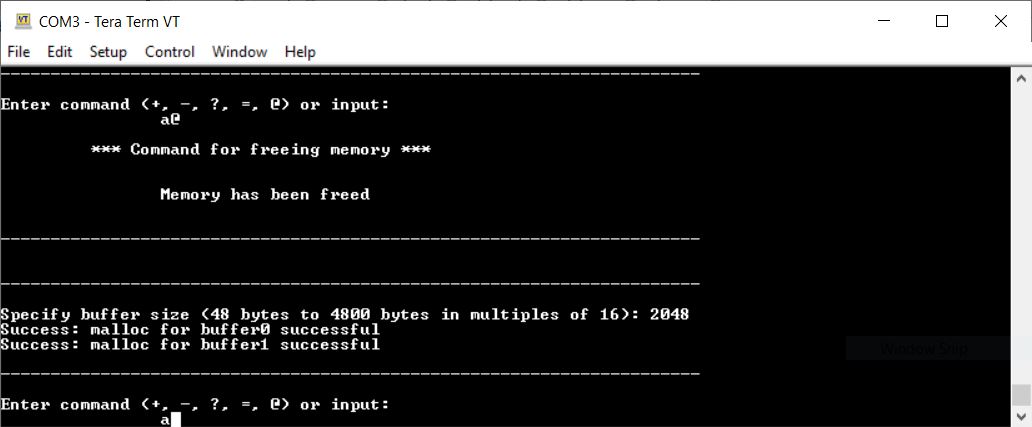 COM3 - Tera Term VT
File Edit Setup Control Window Help
----------------------------------------------------------------------
Enter command (+, -, ?, =, @) or input:
a@
*** Command for freeing memory ***
Memory has been freed
----------------------------------------------------------------------
----------------------------------------------------------------------
Specify buffer size (48 bytes to 4800 bytes in multiples of 16): 2048
Success: malloc for buffer0 successful
Success: malloc for buffer1 successful
Window Snip
----------------------------------------------------------------------
Enter command (+, -, ?, =, @) or input:
a